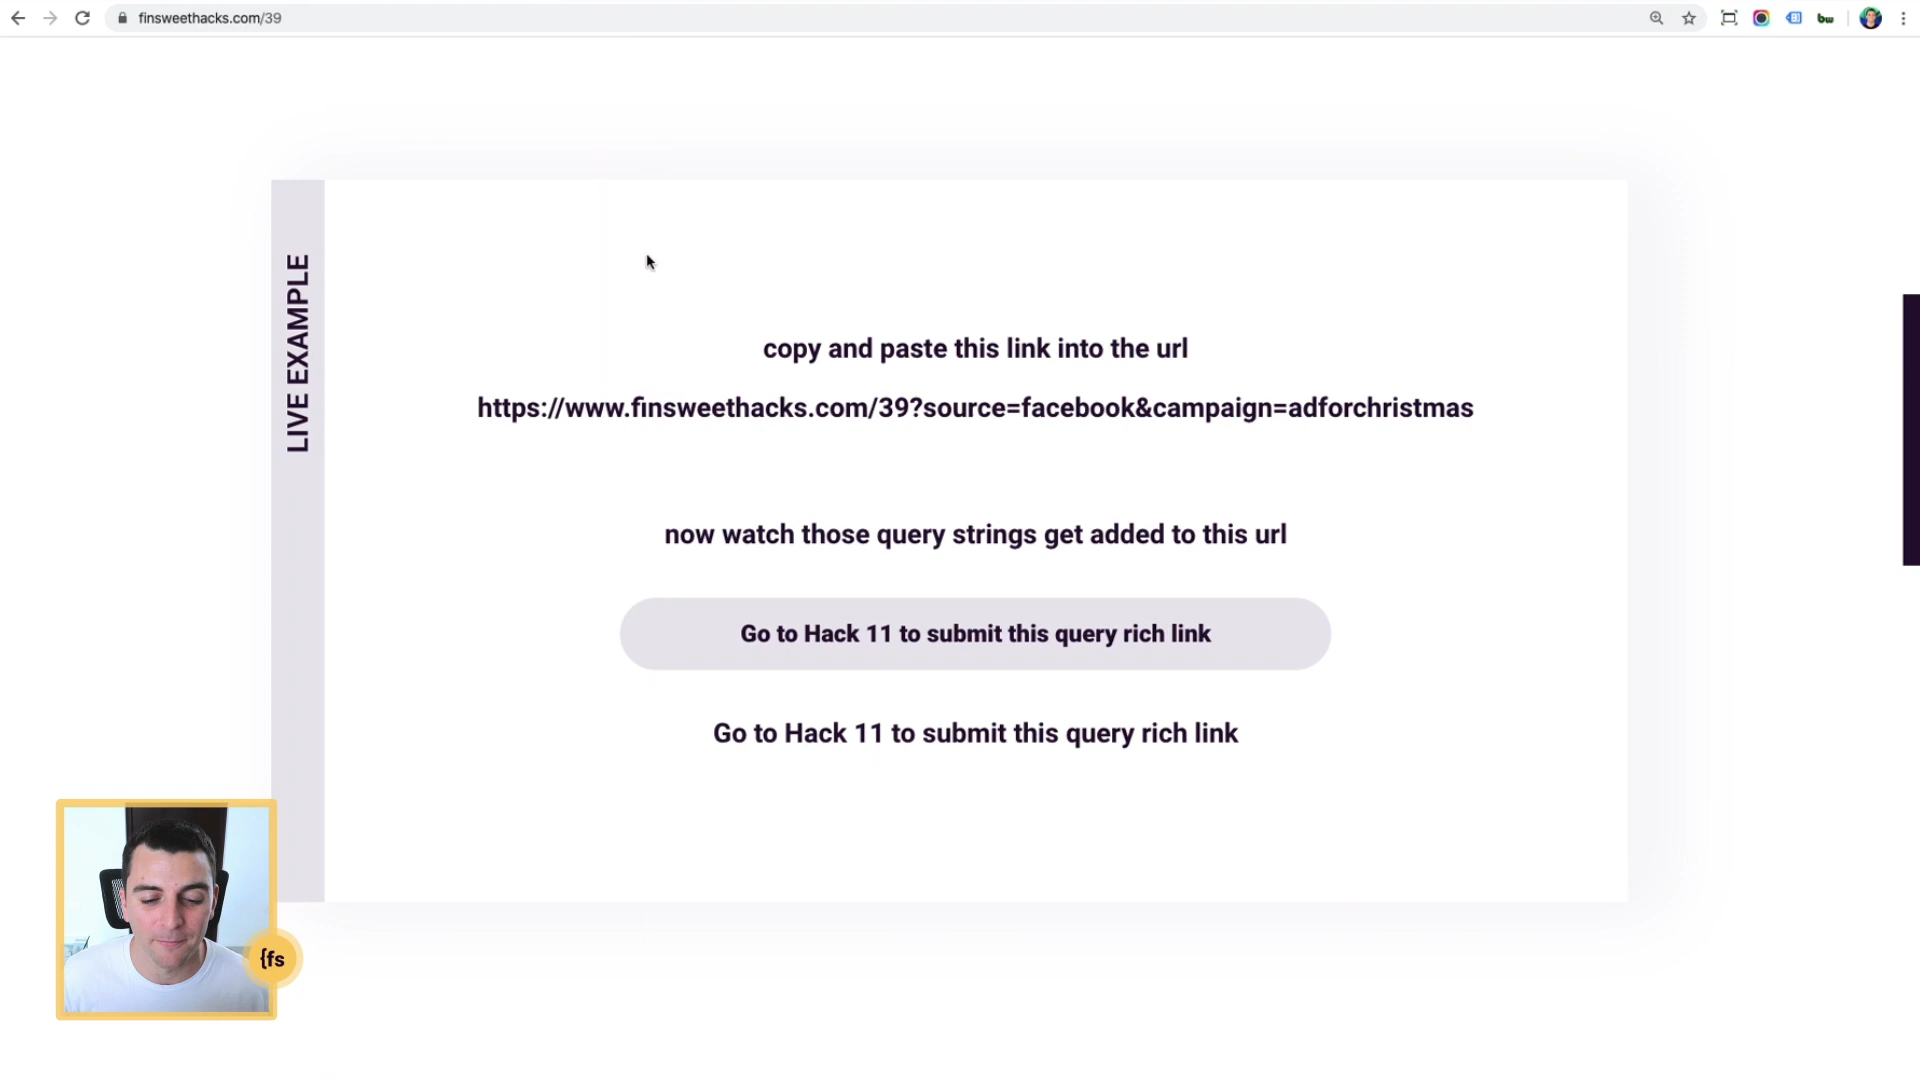 finsweethacks.com/39
bw
LIVE EXAMPLE
copy and paste this link into the url
https://www.finsweethacks.com/39?source=facebook&campaign=adforchristmas
now watch those query strings get added to this url
Go to Hack 11 to submit this query rich link
Go to Hack 11 to submit this query rich link
{fs